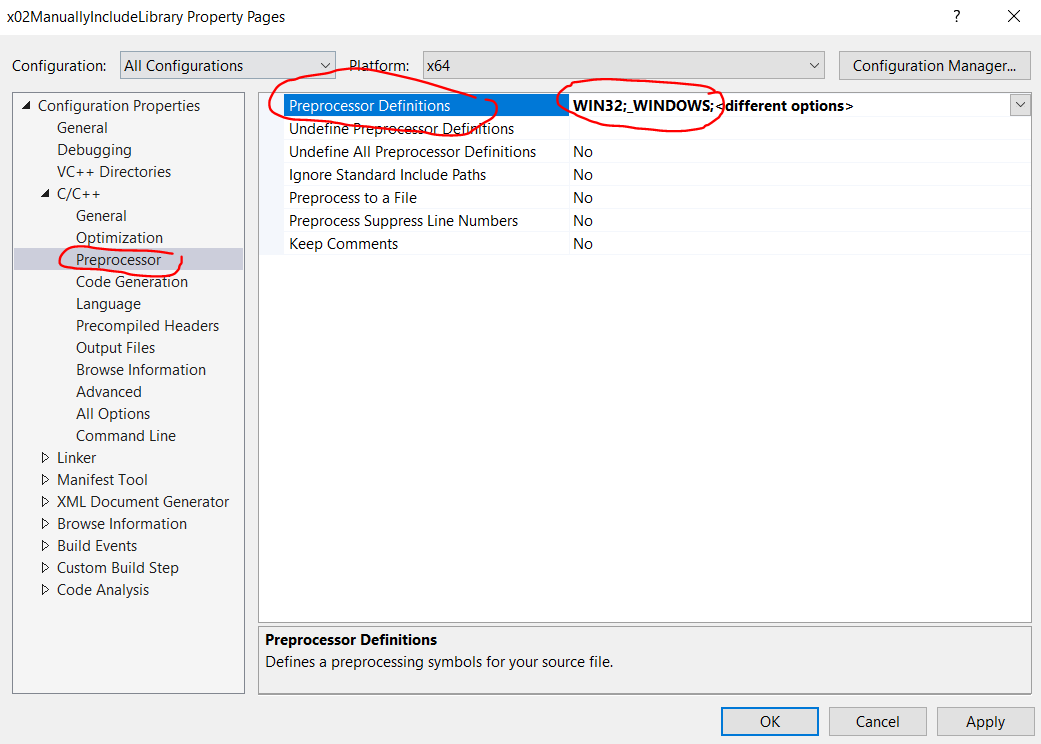 x02ManuallyIncludeLibrary Property Pages
?
Configuration: All Configurations Platform: x64 Configuration Manager...
Configuration Properties
General
Debugging
VC++ Directories
C/C++
General
Optimization
Preprocessor
Code Generation
Language
Precompiled Headers
Output Files
Browse Information
Advanced
All Options
Command Line
Linker
Manifest Tool
XML Document Generator
Browse Information
Build Events
Custom Build Step
Code Analysis
Preprocessor Definitions WIN32;_WINDOWS;<different options>
Undefine Preprocessor Definitions
Undefine All Preprocessor Definitions No
Ignore Standard Include Paths No
Preprocess to a File No
Preprocess Suppress Line Numbers No
Keep Comments No
Preprocessor Definitions
Defines a preprocessing symbols for your source file.
OK Cancel Apply